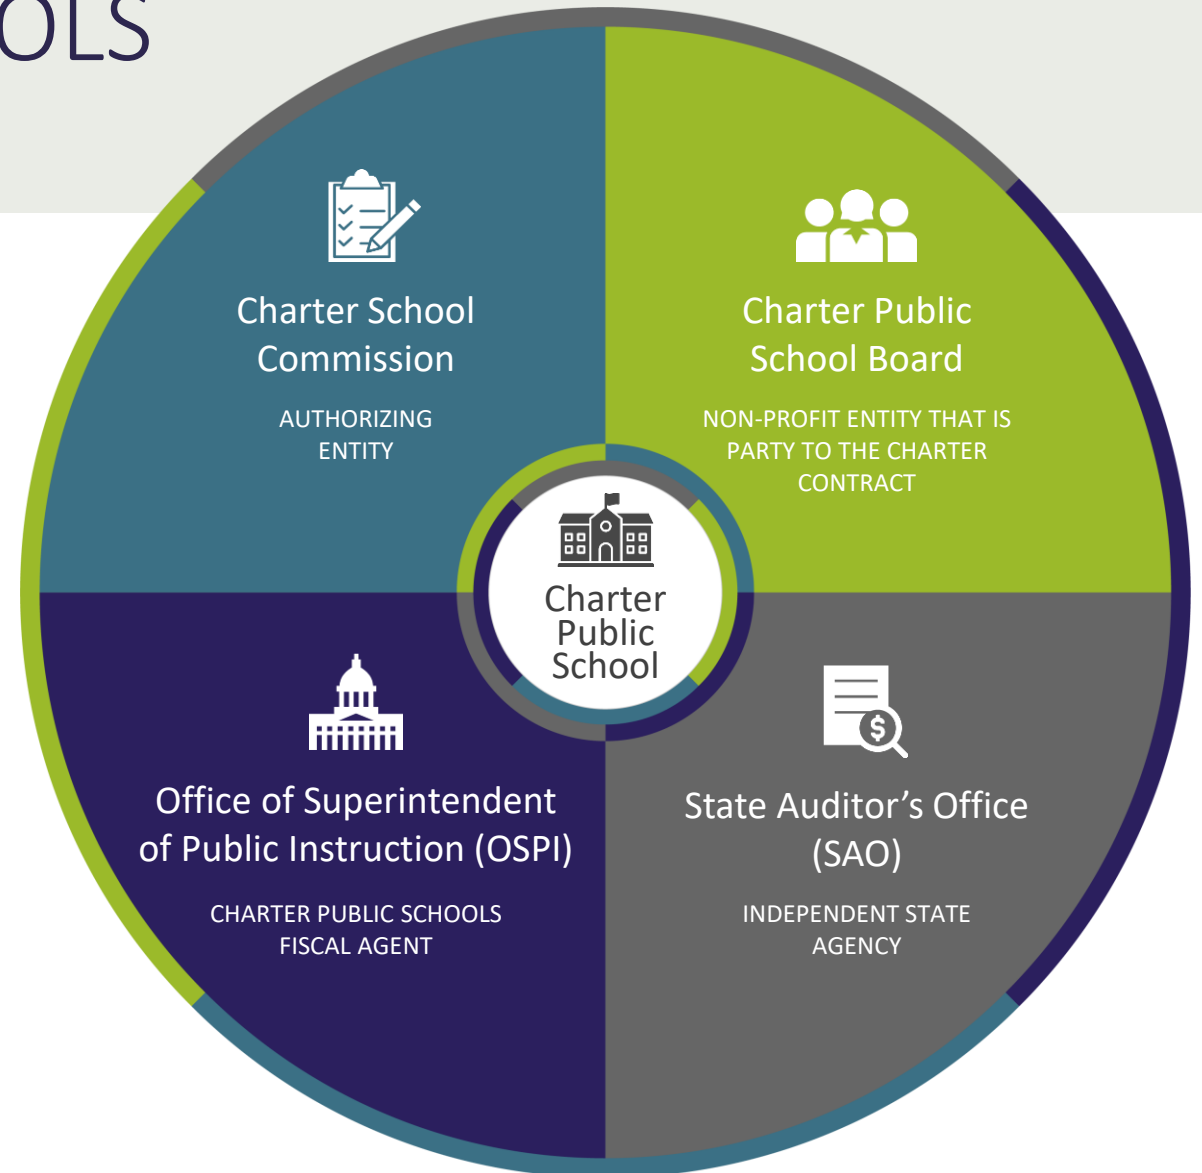 OLS
Charter School
Commission
AUTHORIZING
ENTITY
Charter Public
School Board
NON-PROFIT ENTITY THAT IS
PARTY TO THE CHARTER
CONTRACT
Charter
Public
School
Office of Superintendent
of Public Instruction (OSPI)
CHARTER PUBLIC SCHOOLS
FISCAL AGENT
$
State Auditor’s Office
(SAO)
INDEPENDENT STATE
AGENCY